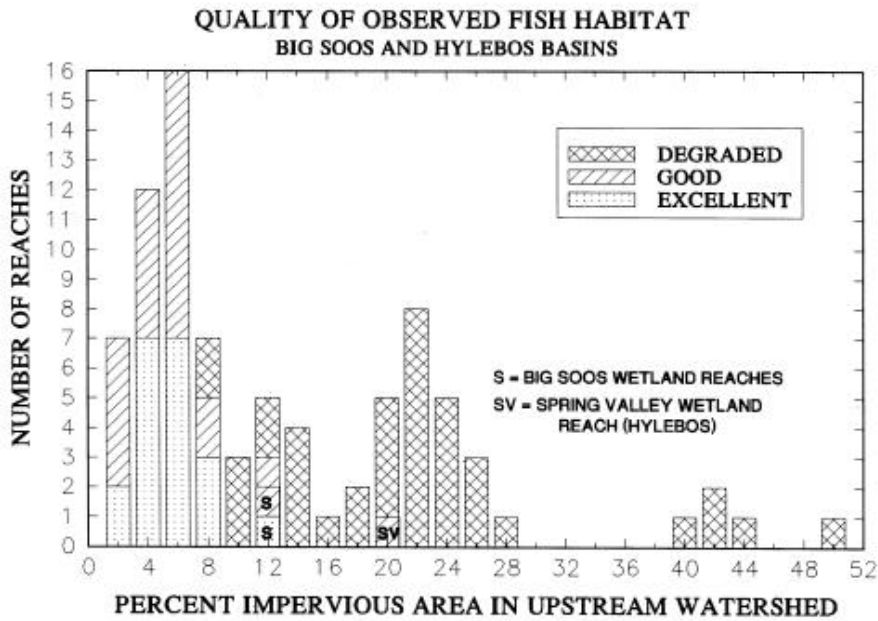 QUALITY OF OBSERVED FISH HABITAT
BIG SOOS AND HYLEBOS BASINS
NUMBER OF REACHES
16
15
14
13
12
11
10
9
8
7
6
5
4
3
2
1
0
DEGRADED
GOOD
EXCELLENT
S = BIG SOOS WETLAND REACHES
SV = SPRING VALLEY WETLAND
REACH (HYLEBOS)
S
S
SV
0 4 8 12 16 20 24 28 32 36 40 44 48 52
PERCENT IMPERVIOUS AREA IN UPSTREAM WATERSHED